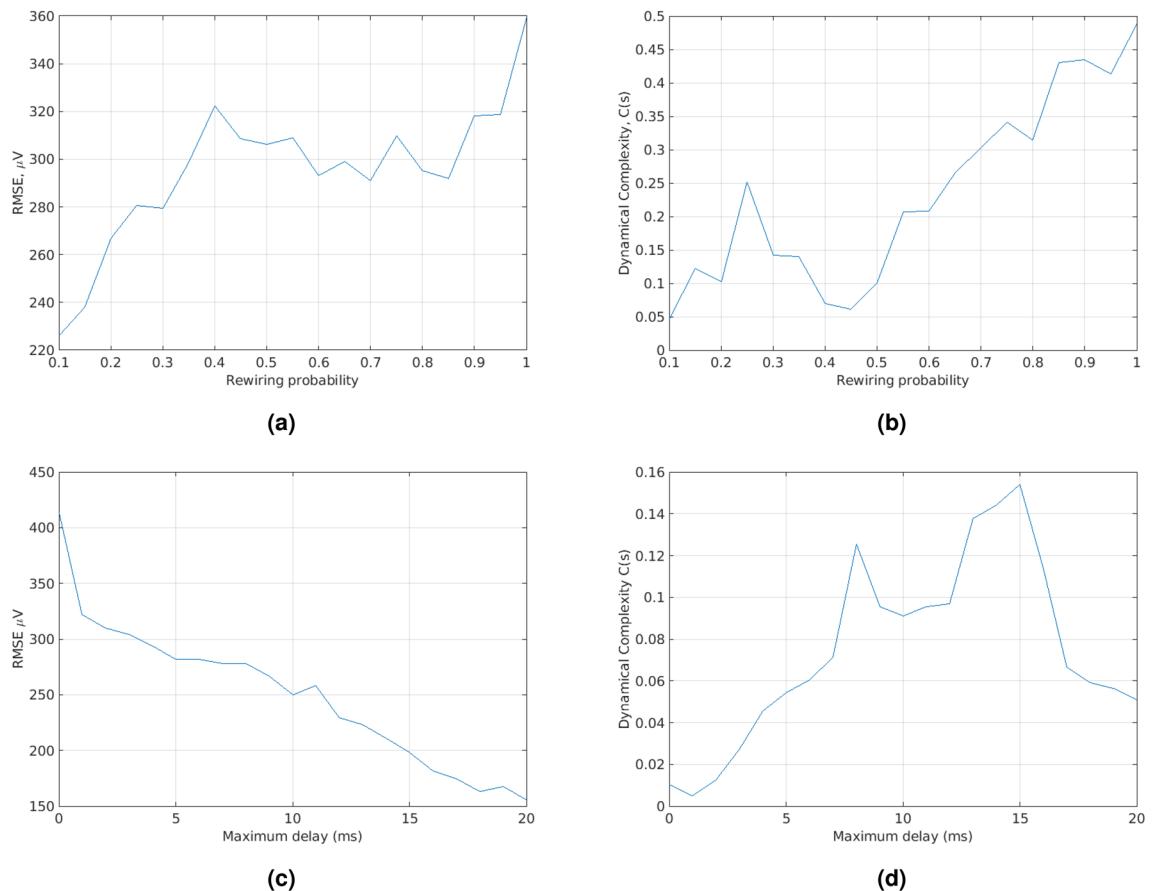 360
340
320
300
280
260
240
220
RMSE, μV
0.1 0.2 0.3 0.4 0.5 0.6 0.7 0.8 0.9 1
Rewiring probability
(a)
0.5
0.45
0.4
0.35
0.3
0.25
0.2
0.15
0.1
0.05
0
Dynamical Complexity, C(s)
0.1 0.2 0.3 0.4 0.5 0.6 0.7 0.8 0.9 1
Rewiring probability
(b)
450
400
350
300
250
200
150
RMSE μV
0 5 10 15 20
Maximum delay (ms)
(c)
0.16
0.14
0.12
0.1
0.08
0.06
0.04
0.02
0
Dynamical Complexity C(s)
0 5 10 15 20
Maximum delay (ms)
(d)